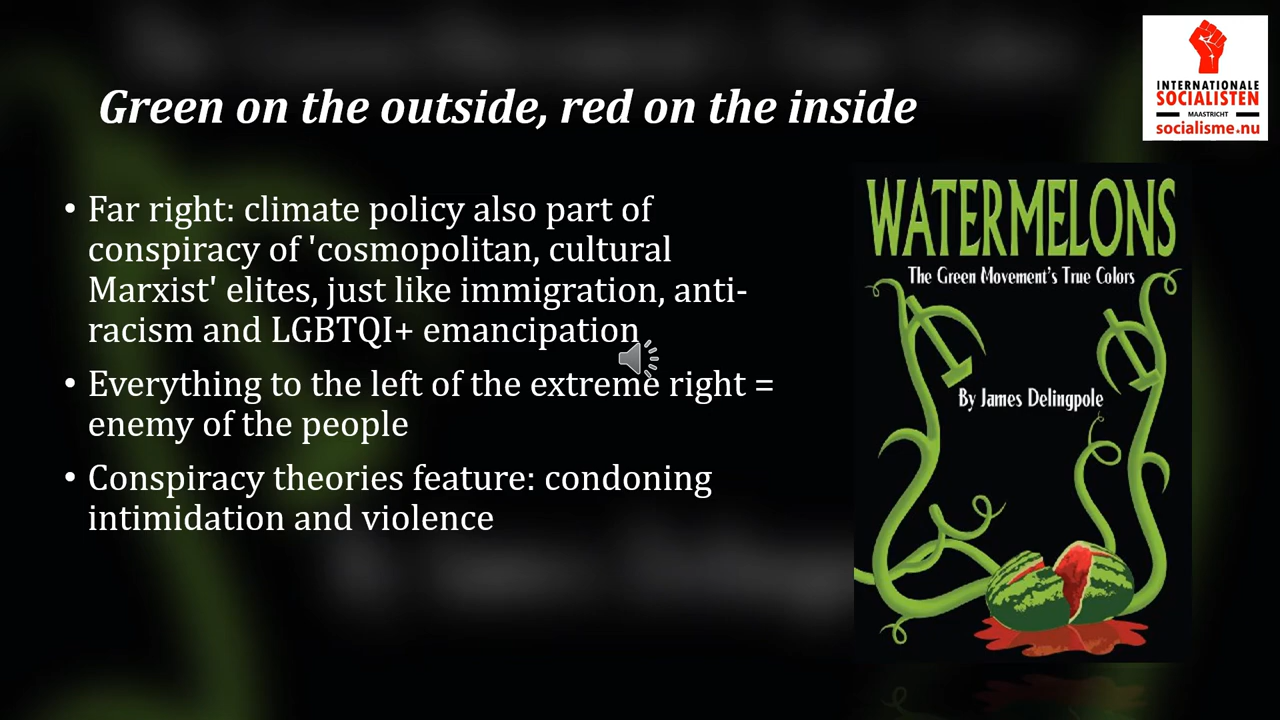 Green on the outside, red on the inside
INTERNATIONALE
SOCIALISTEN
MAASTRICHT
socialisme.nu
• Far right: climate policy also part of
conspiracy of 'cosmopolitan, cultural
Marxist' elites, just like immigration, anti-
racism and LGBTQI+ emancipation
• Everything to the left of the extreme right =
enemy of the people
• Conspiracy theories feature: condoning
intimidation and violence
WATERMELONS
The Green Movement's True Colors
By James Delingpole